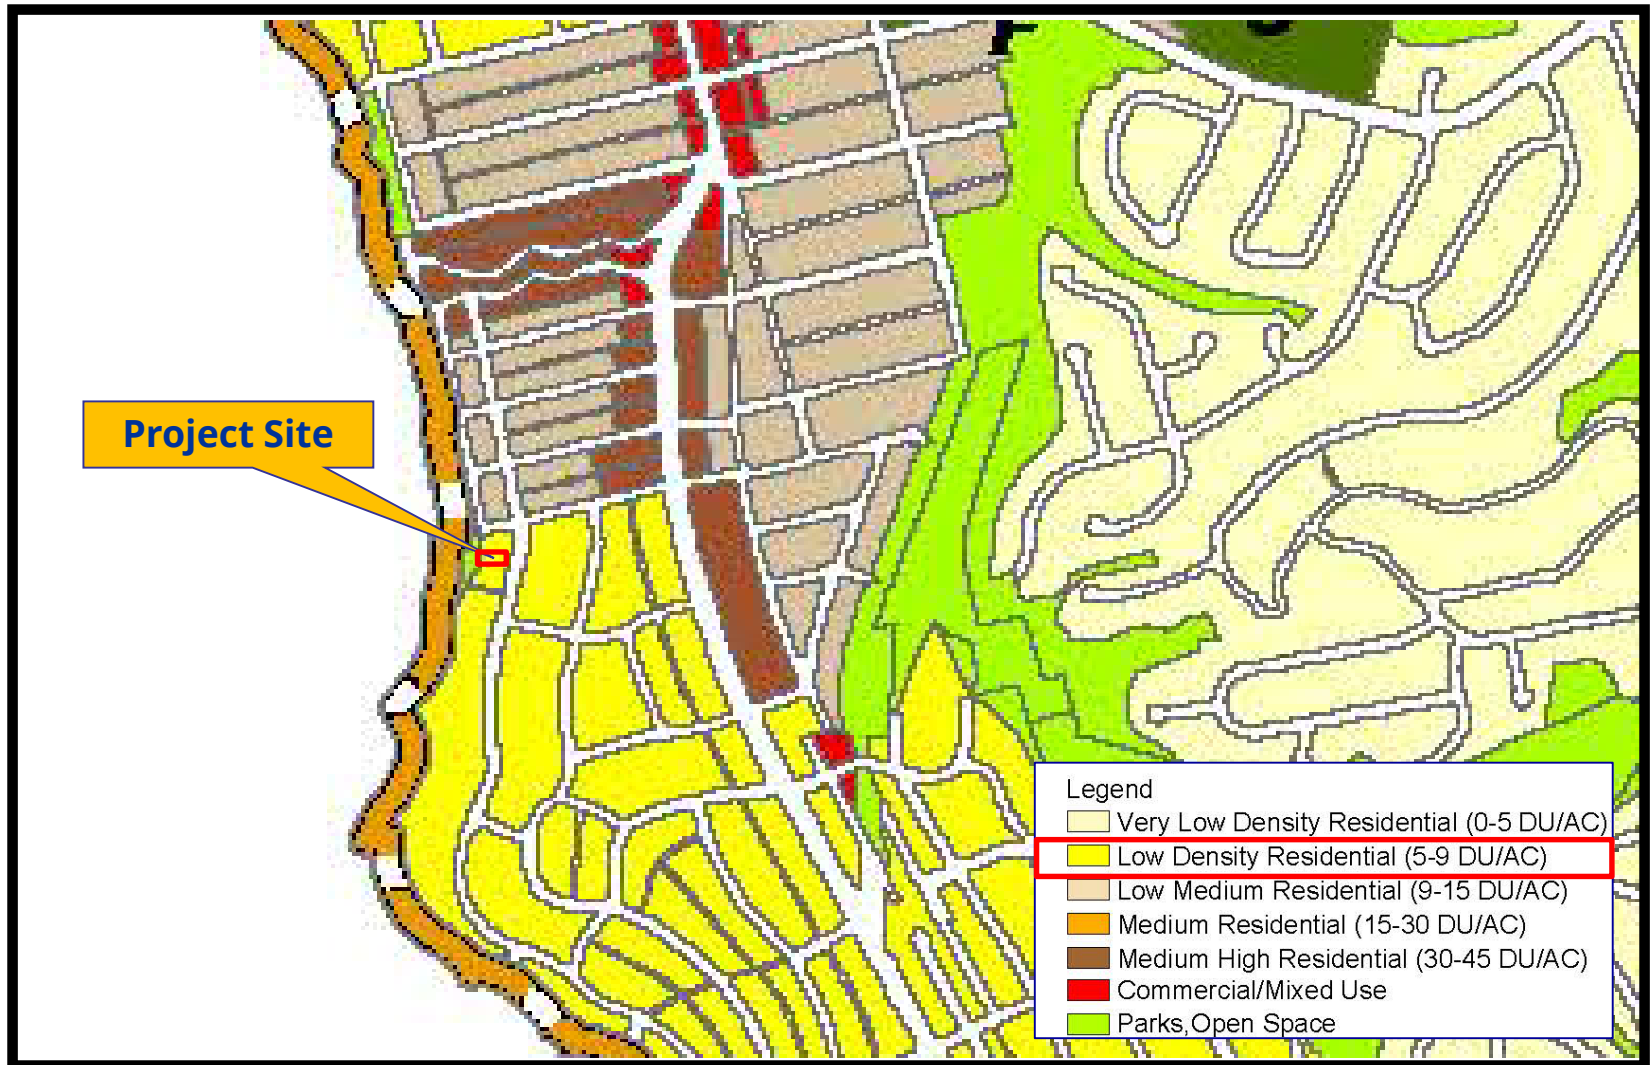 Project Site
Legend
Very Low Density Residential (0-5 DU/AC)
Low Density Residential (5-9 DU/AC)
Low Medium Residential (9-15 DU/AC)
Medium Residential (15-30 DU/AC)
Medium High Residential (30-45 DU/AC)
Commercial/Mixed Use
Parks,Open Space